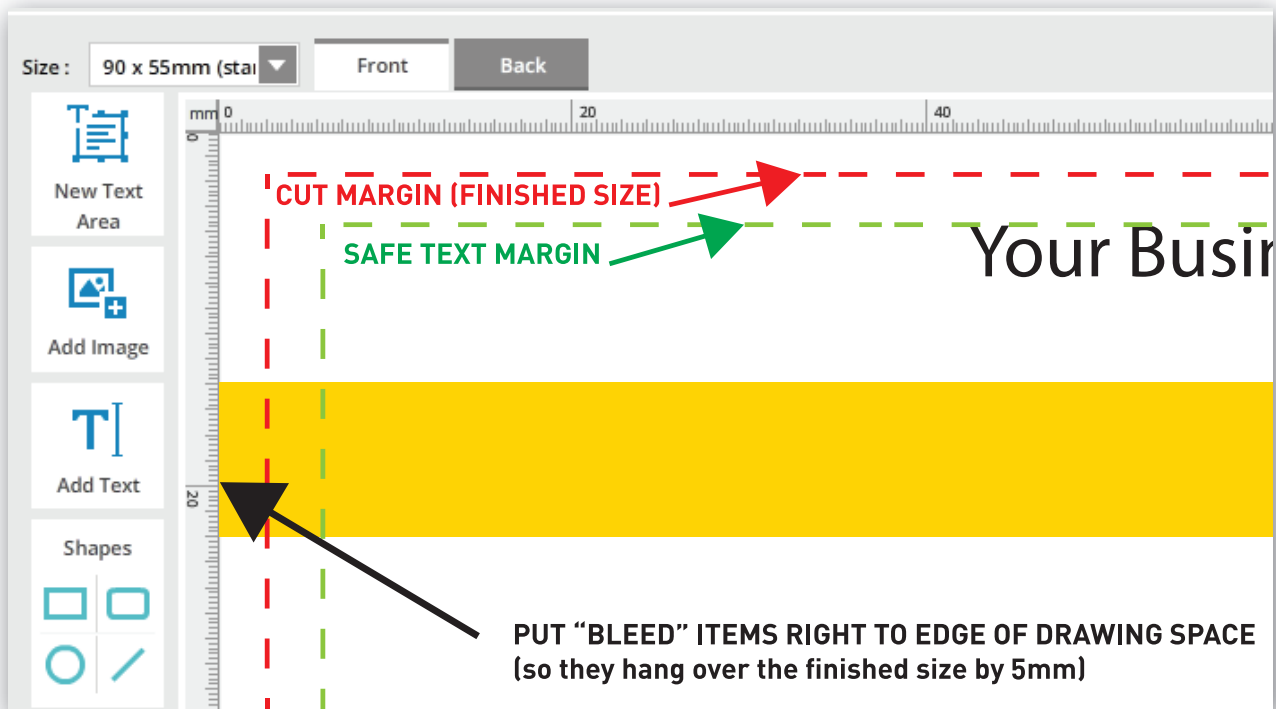 Size :
90 x 55mm (stai
Front
Back
mm
0
20
40
0
20
New Text
Area
Add Image
T
Add Text
Shapes
CUT MARGIN (FINISHED SIZE)
SAFE TEXT MARGIN
Your Busin
PUT “BLEED” ITEMS RIGHT TO EDGE OF DRAWING SPACE
(so they hang over the finished size by 5mm)